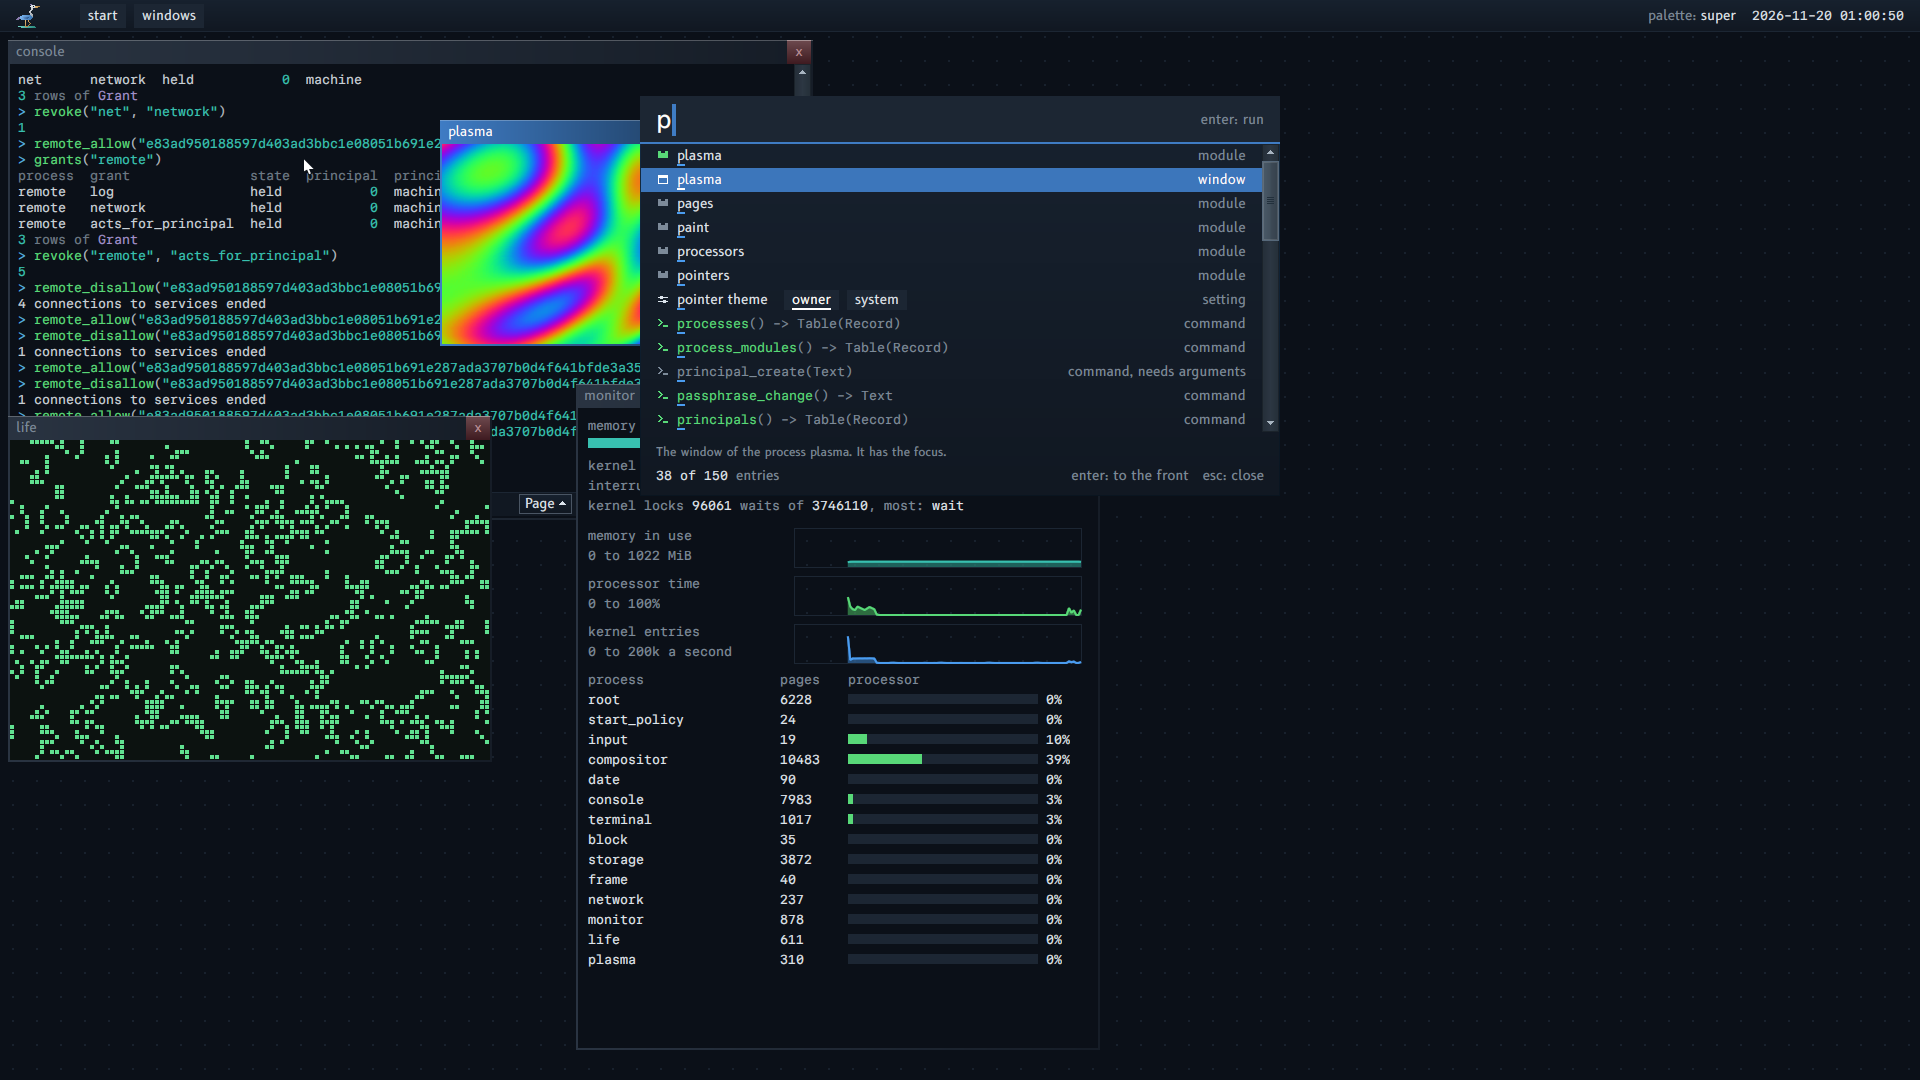 start windows palette: super 2026-11-20 01:00:50
console x
net network held 0 machine
3 rows of Grant
> revoke("net", "network")
1
> remote_allow("e83ad950188597d403ad3bbc1e08051b691e2
> grants("remote")
process grant state principal princi
remote log held 0 machin
remote network held 0 machin
remote acts_for_principal held 0 machin
3 rows of Grant
> revoke("remote", "acts_for_principal")
5
> remote_disallow("e83ad950188597d403ad3bbc1e08051b69
4 connections to services ended
> remote_allow("e83ad950188597d403ad3bbc1e08051b691e2
> remote_disallow("e83ad950188597d403ad3bbc1e08051b69
1 connections to services ended
> remote_allow("e83ad950188597d403ad3bbc1e08051b691e287ada3707b0d4f641bfde3a35
> remote_disallow("e83ad950188597d403ad3bbc1e08051b691e287ada3707b0d4f641bfde3
1 connections to services ended
> remote_allow("e83ad950188597d403ad3bbc1e08051b691e287ada3707b0d4f641
da3707b0d4f
Page
plasma
p enter: run
plasma module
plasma window
pages module
paint module
processors module
pointers module
pointer theme owner system setting
>_ processes() -> Table(Record) command
>_ process_modules() -> Table(Record) command
>_ principal_create(Text) command, needs arguments
>_ passphrase_change() -> Text command
>_ principals() -> Table(Record) command
The window of the process plasma. It has the focus.
38 of 150 entries enter: to the front esc: close
life x
monitor
memory
kernel
interru
kernel locks 96061 waits of 3746110, most: wait
memory in use
0 to 1022 MiB
processor time
0 to 100%
kernel entries
0 to 200k a second
process pages processor
root 6228 0%
start_policy 24 0%
input 19 10%
compositor 10483 39%
date 90 0%
console 7983 3%
terminal 1017 3%
block 35 0%
storage 3872 0%
frame 40 0%
network 237 0%
monitor 878 0%
life 611 0%
plasma 310 0%